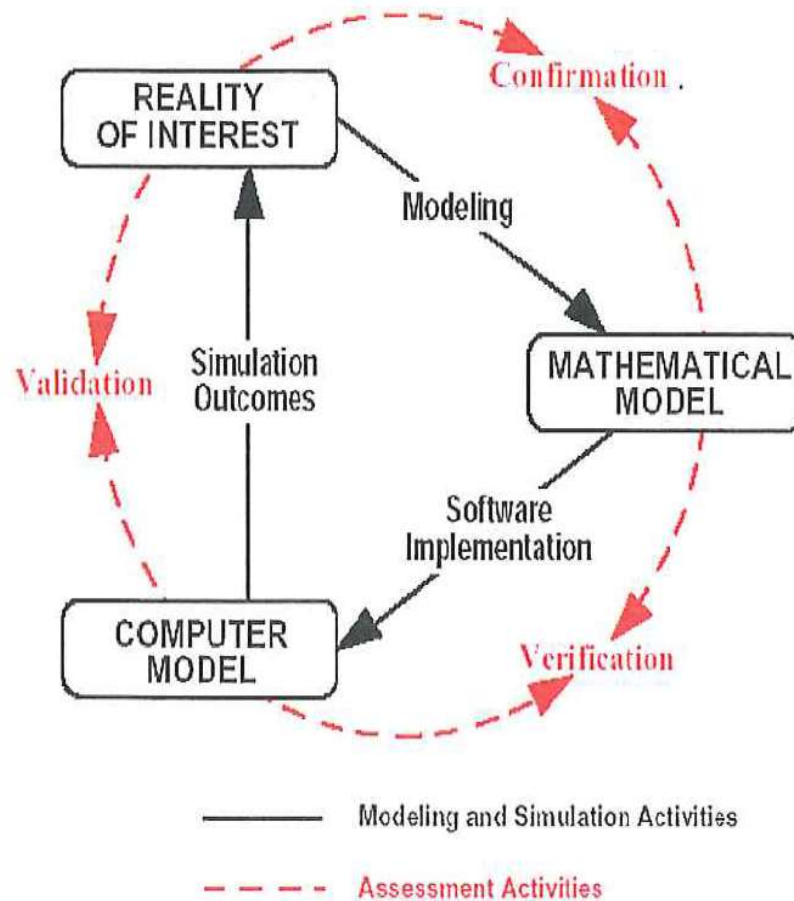 REALITY
OF INTEREST
Confirmation
Modeling
MATHEMATICAL
MODEL
Simulation
Outcomes
Validation
Software
Implementation
COMPUTER
MODEL
Verification
Modeling and Simulation Activities
Assessment Activities